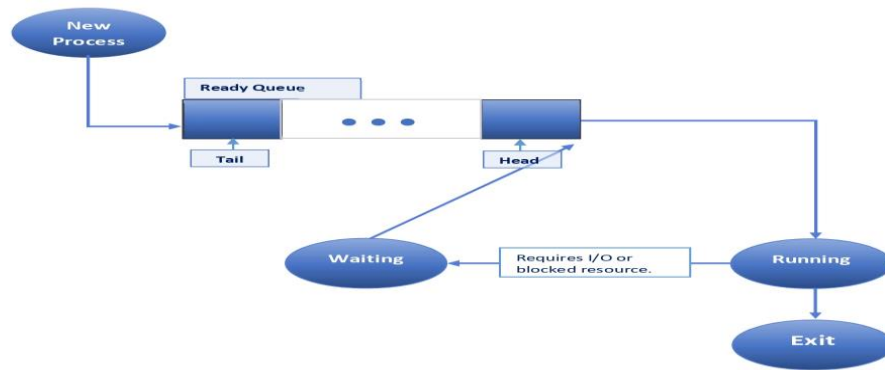 New
Process
Ready Queue
Tail
Head
Waiting
Requires I/O or
blocked resource.
Running
Exit